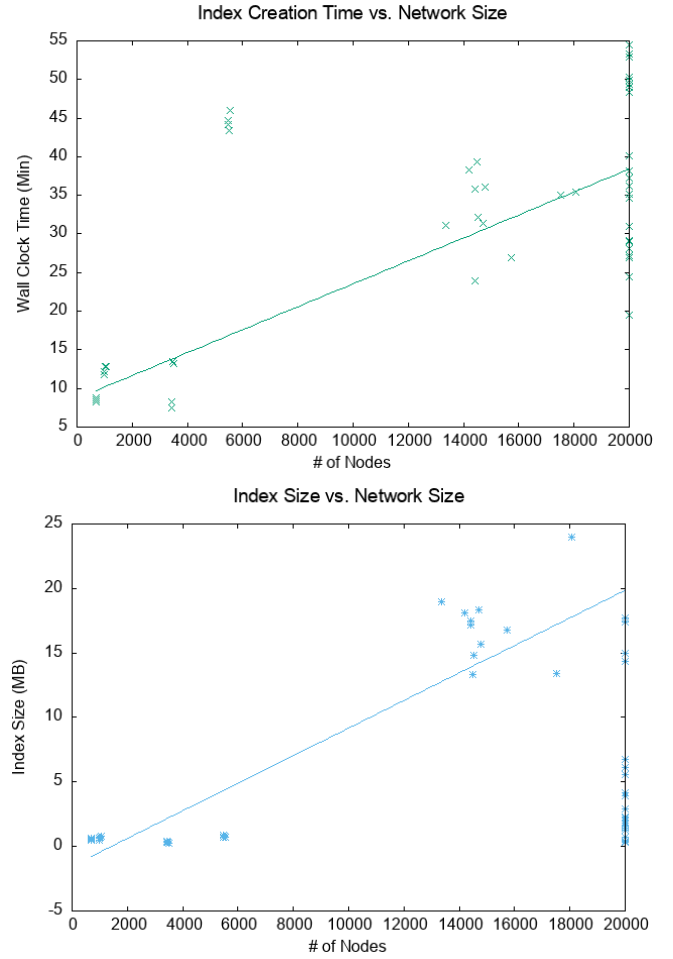 Index Creation Time vs. Network Size
55
50
45
40
35
30
25
20
15
10
5
Wall Clock Time (Min)
0 2000 4000 6000 8000 10000 12000 14000 16000 18000 20000
# of Nodes
Index Size vs. Network Size
25
20
15
10
5
0
-5
Index Size (MB)
0 2000 4000 6000 8000 10000 12000 14000 16000 18000 20000
# of Nodes